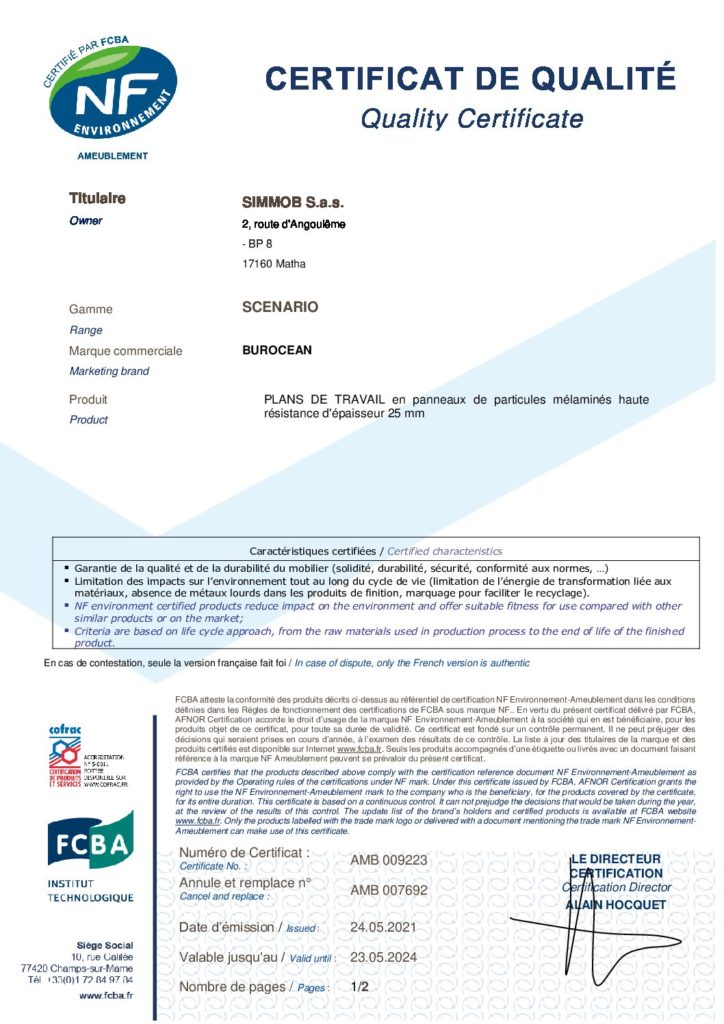 CERTIFIÉ PAR FCBA
NF
ENVIRONNEMENT
AMEUBLEMENT
CERTIFICAT DE QUALITÉ
Quality Certificate
Titulaire
Owner
SIMMOB S.a.s.
2, route d'Angoulême
- BP 8
17160 Matha
Gamme
Range
SCENARIO
Marque commerciale
Marketing brand
BUROCEAN
Produit
Product
PLANS DE TRAVAIL en panneaux de particules mélaminés haute
résistance d'épaisseur 25 mm
Caractéristiques certifiées / Certified characteristics
▪ Garantie de la qualité et de la durabilité du mobilier (solidité, durabilité, sécurité, conformité aux normes, …)
▪ Limitation des impacts sur l'environnement tout au long du cycle de vie (limitation de l'énergie de transformation liée aux
matériaux, absence de métaux lourds dans les produits de finition, marquage pour faciliter le recyclage).
▪ NF environment certified products reduce impact on the environment and offer suitable fitness for use compared with other
similar products or on the market;
▪ Criteria are based on life cycle approach, from the raw materials used in production process to the end of life of the finished
product.
En cas de contestation, seule la version française fait foi / In case of dispute, only the French version is authentic
FCBA atteste la conformité des produits décrits ci-dessus au référentiel de certification NF Environnement-Ameublement dans les conditions
définies dans les Règles de fonctionnement des certifications de FCBA sous marque NF.. En vertu du présent certificat délivré par FCBA,
AFNOR Certification accorde le droit d'usage de la marque NF Environnement-Ameublement à la société qui en est bénéficiaire, pour les
produits objet de ce certificat, pour toute sa durée de validité. Ce certificat est fondé sur un contrôle permanent. Il ne peut préjuger des
décisions qui seraient prises en cours d'année, à l'examen des résultats de ce contrôle. La liste à jour des titulaires de la marque et des
produits certifiés est disponible sur Internet www.fcba.fr. Seuls les produits accompagnés d'une étiquette ou livrés avec un document faisant
référence à la marque NF Ameublement peuvent se prévaloir du présent certificat.
FCBA certifies that the products described above comply with the certification reference document NF Environnement-Ameublement as
provided by the Operating rules of the certifications under NF mark. Under this certificate issued by FCBA, AFNOR Certification grants the
right to use the NF Environnement-Ameublement mark to the company who is the beneficiary, for the products covered by the certificate,
for its entire duration. This certificate is based on a continuous control. It can not prejudge the decisions that would be taken during the year,
at the review of the results of this control. The update list of the brand's holders and certified products is available at FCBA website
www.fcba.fr. Only the products labelled with the trade mark logo or delivered with a document mentioning the trade mark NF Environnement-
Ameublement can make use of this certificate.
cofrac
CERTIFICATION
DE PRODUITS
ET SERVICES
ACCREDITATION
PORTEE
DISPONIBLE SUR
WWW.COFRAC.FR
FCBA
INSTITUT
TECHNOLOGIQUE
Siège Social
10, rue Galilée
77420 Champs-sur-Marne
Tél +33(0)1 72 84 97 84
www.fcba.fr
Numéro de Certificat :
Certificate No. :
AMB 009223
Annule et remplace n°
Cancel and replace :
AMB 007692
Date d'émission / Issued :
24.05.2021
Valable jusqu'au / Valid until :
23.05.2024
Nombre de pages / Pages :
1/2
LE DIRECTEUR
CERTIFICATION
Certification Director
ALAIN HOCQUET